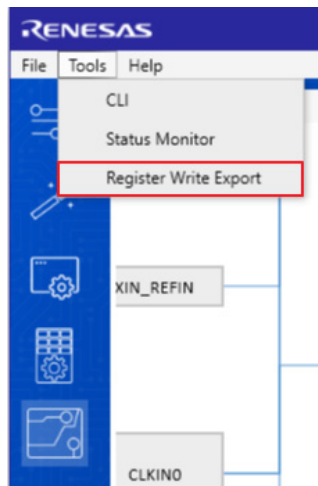 RENESAS
File Tools Help
CLI
Status Monitor
Register Write Export
XIN_REFIN
CLKIN0